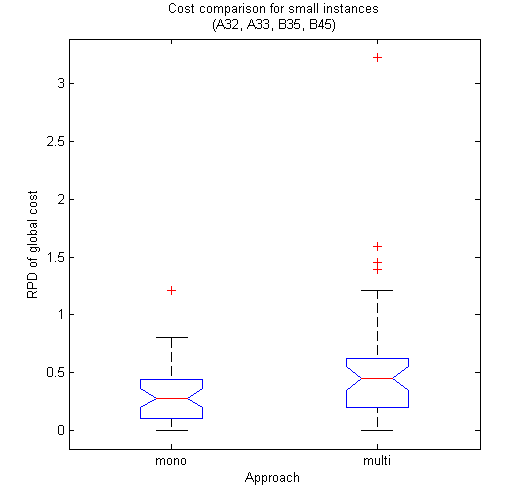 Cost comparison for small instances
(A32, A33, B35, B45)
3
2.5
2
1.5
1
0.5
0
RPD of global cost
mono
multi
Approach